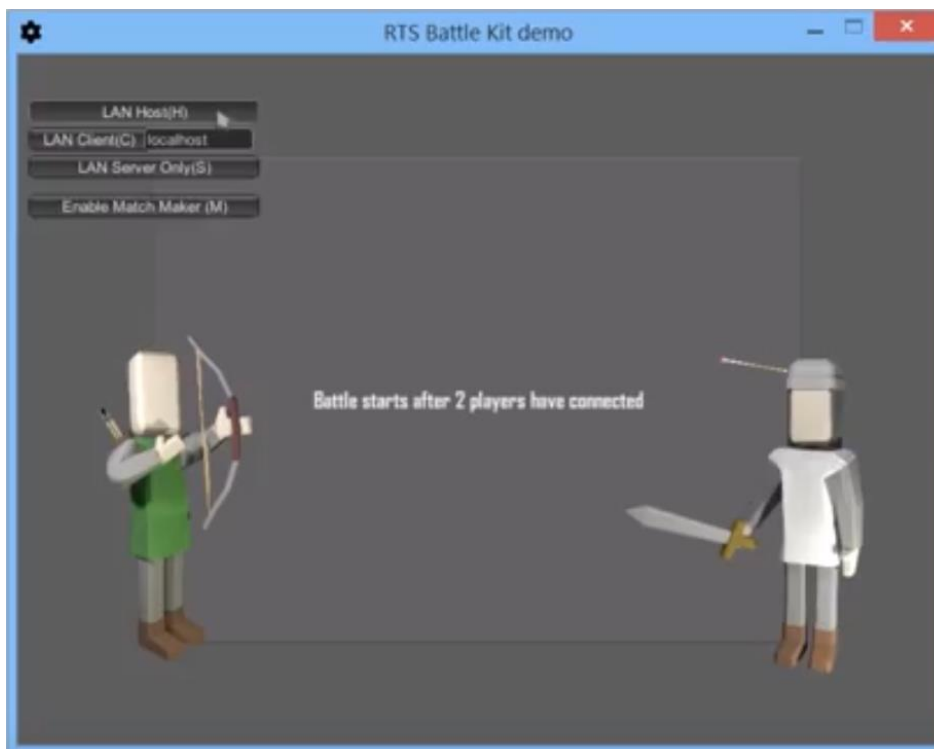 RTS Battle Kit demo
LAN Host(H)
LAN Client(C) localhost
LAN Server Only(S)
Enable Match Maker (M)
Battle starts after 2 players have connected